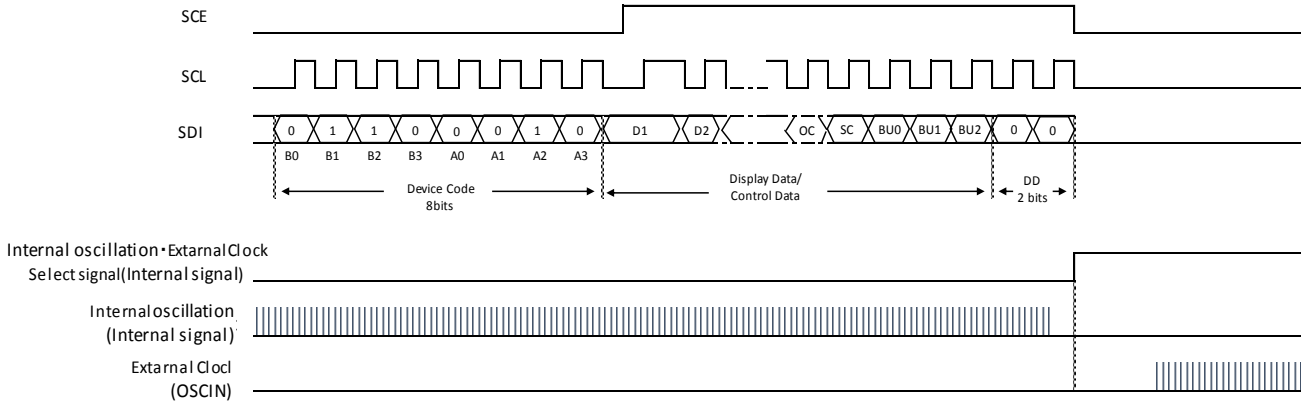 SCE
SCL
SDI
0 1 1 0 0 0 1 0 D1 D2 OC SC BU0 BU1 BU2 0 0
B0 B1 B2 B3 A0 A1 A2 A3
Device Code
8bits
Display Data/
Control Data
DD
2 bits
Internal oscillation・ExtarnalClock
Select signal(Internal signal)
Internaloscillation
(Internal signal)
Extarnal Clocl
(OSCIN)